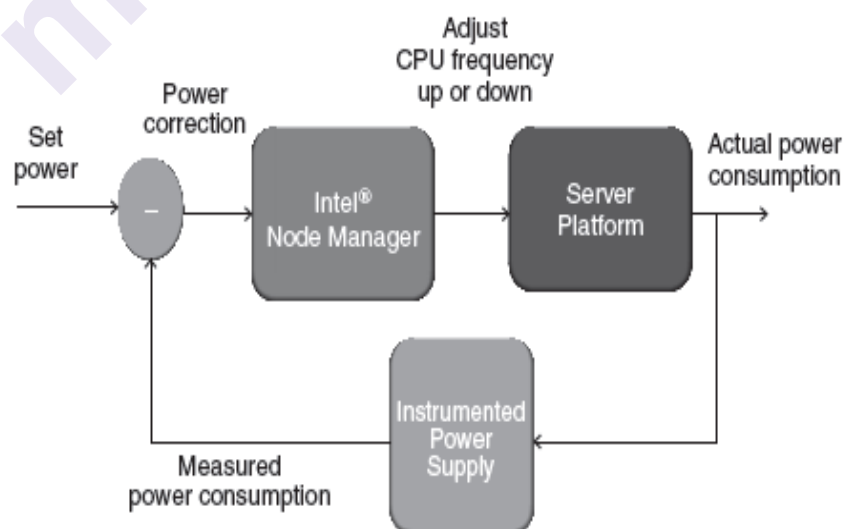 Adjust
CPU frequency
up or down
Power
correction
Set
power
Actual power
consumption
–
Intel®
Node Manager
Server
Platform
Instrumented
Power
Supply
Measured
power consumption